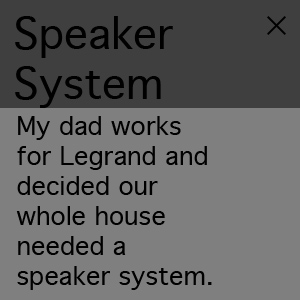 Speaker
System
My dad works
for Legrand and
decided our
whole house
needed a
speaker system.